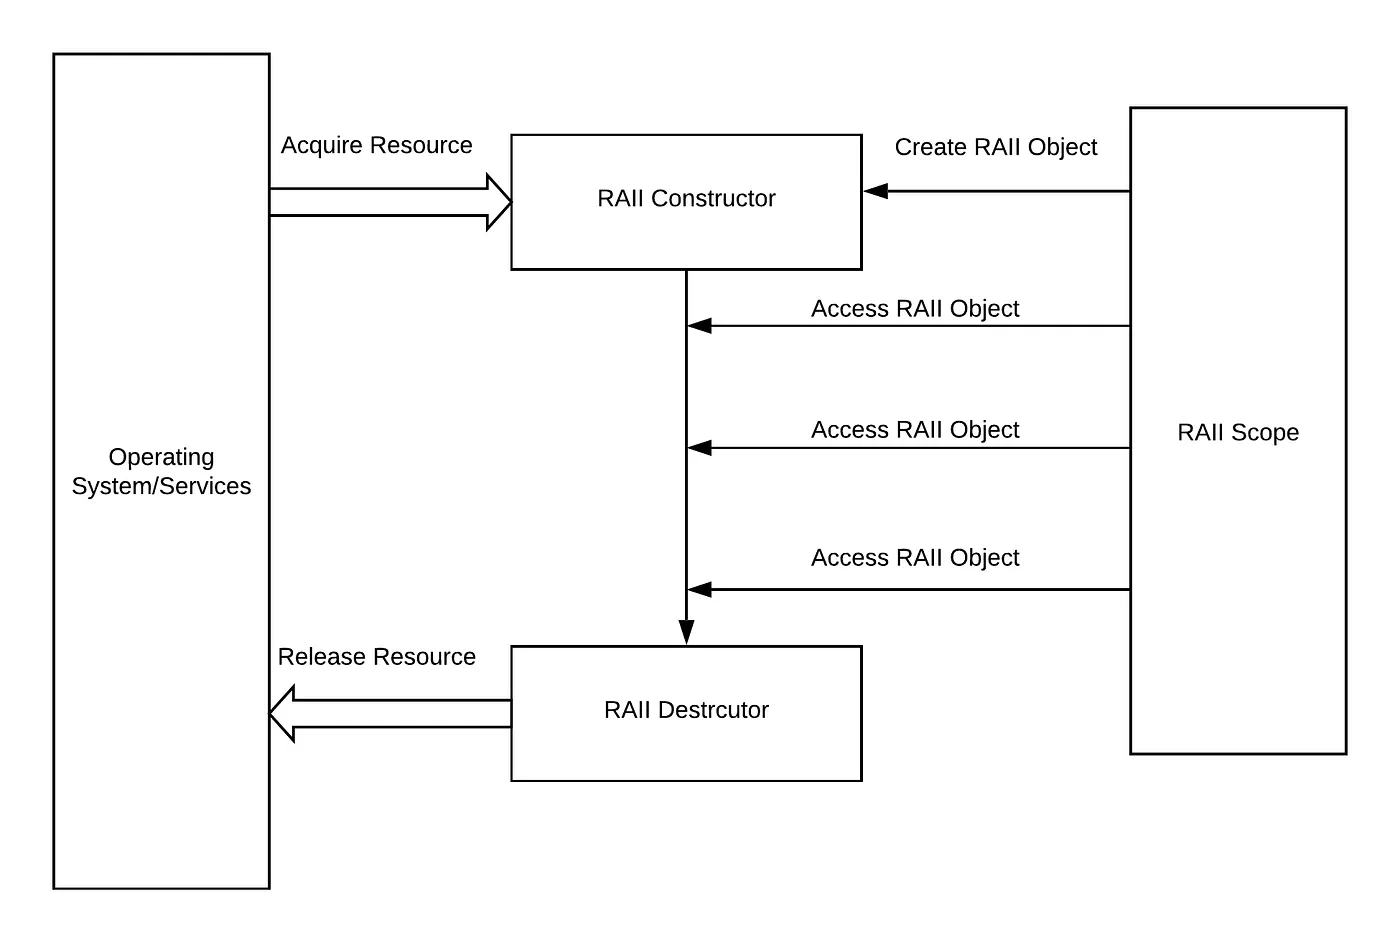 Acquire Resource
Create RAII Object
RAII Constructor
Access RAII Object
Access RAII Object
RAII Scope
Operating
System/Services
Access RAII Object
Release Resource
RAII Destrcutor